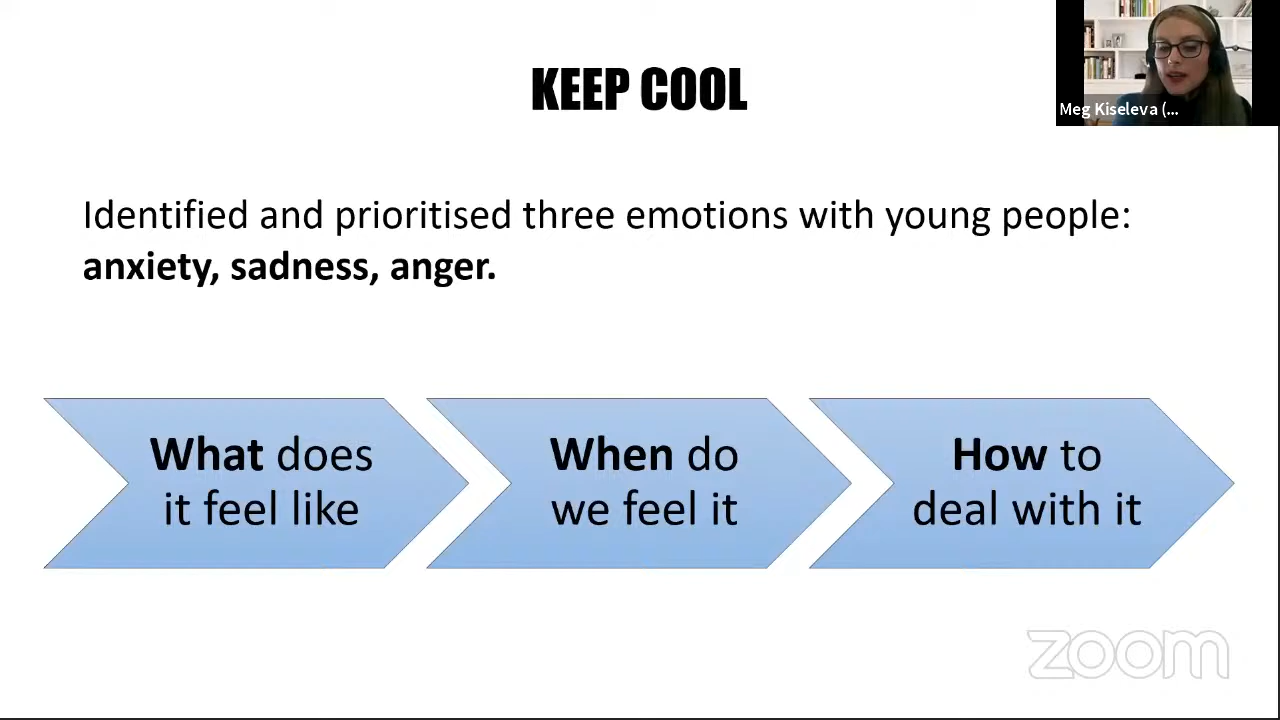 KEEP COOL
Meg Kiseleva (...
Identified and prioritised three emotions with young people:
anxiety, sadness, anger.
What does
it feel like
When do
we feel it
How to
deal with it
zoom